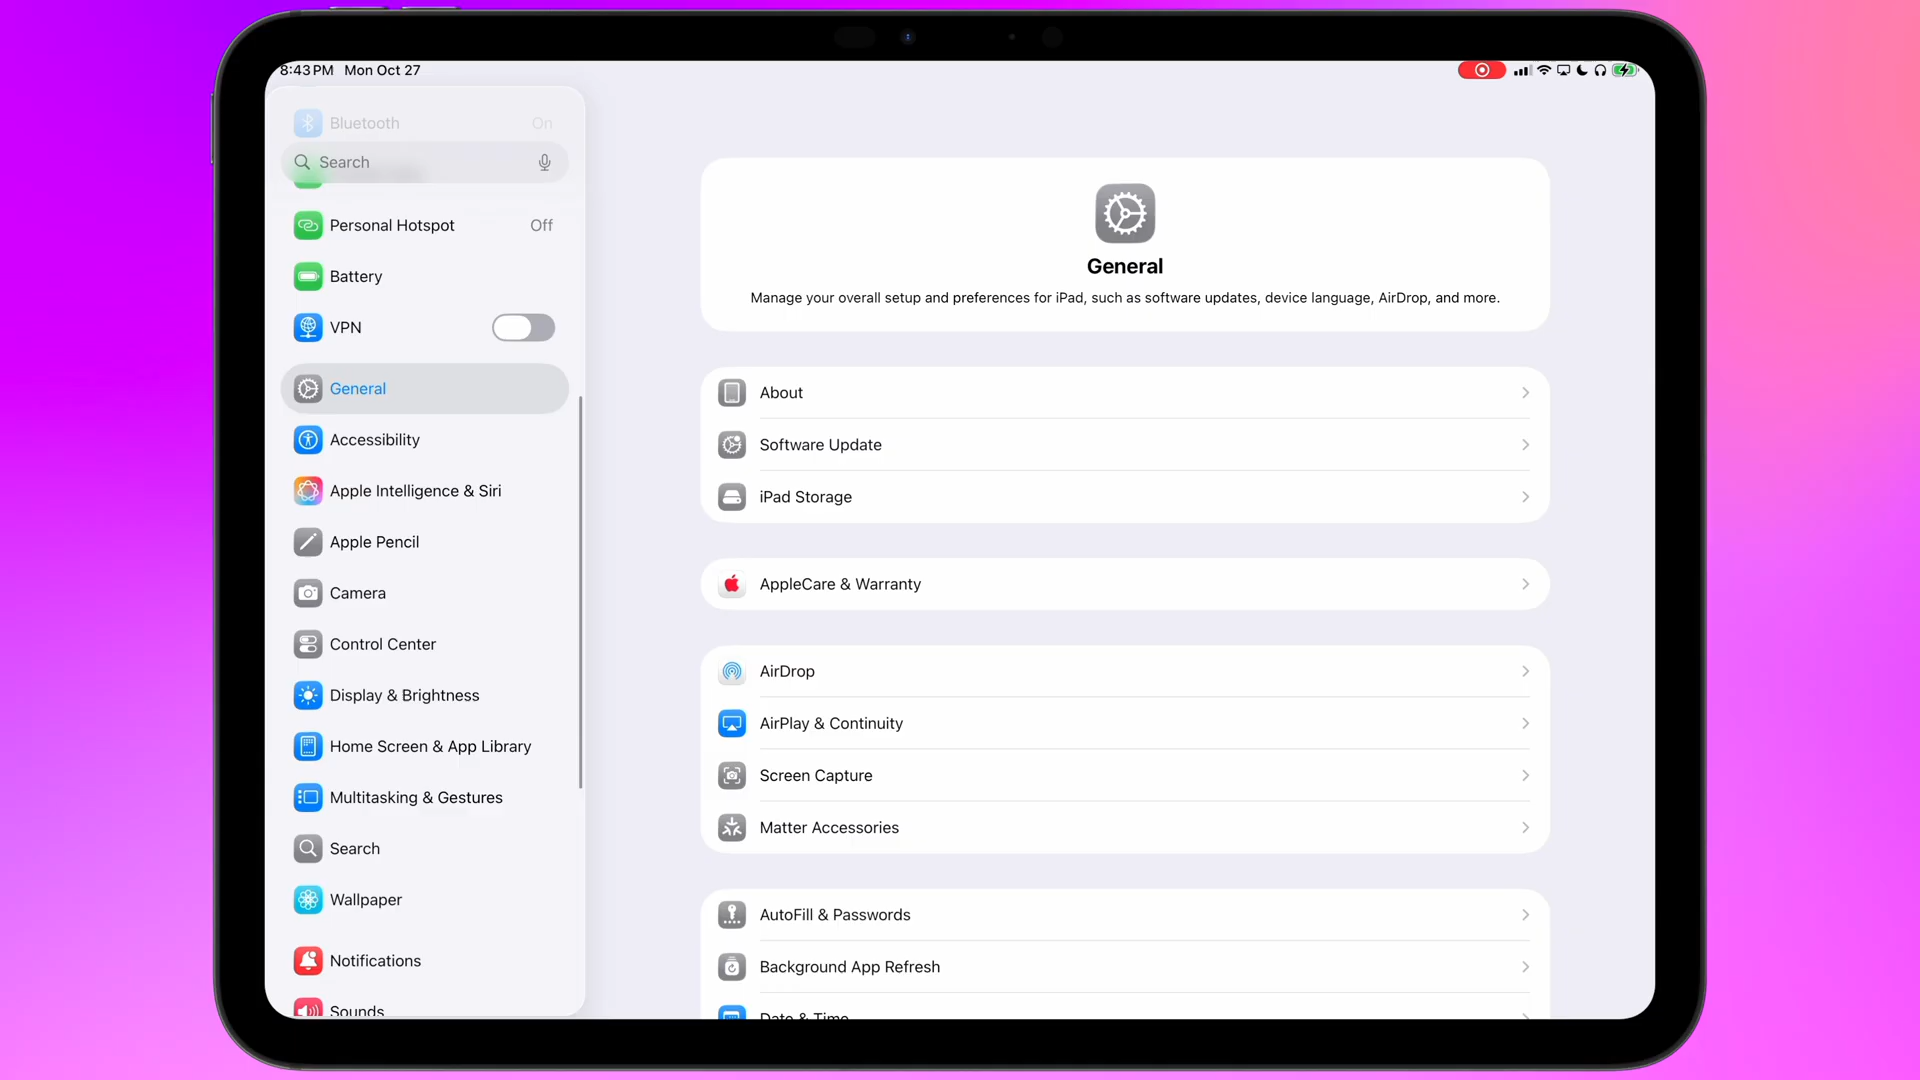 8:43 PM Mon Oct 27
Bluetooth On
Search
Personal Hotspot Off
Battery
VPN
General
Accessibility
Apple Intelligence & Siri
Apple Pencil
Camera
Control Center
Display & Brightness
Home Screen & App Library
Multitasking & Gestures
Search
Wallpaper
Notifications
Sounds
General
Manage your overall setup and preferences for iPad, such as software updates, device language, AirDrop, and more.
About
Software Update
iPad Storage
AppleCare & Warranty
AirDrop
AirPlay & Continuity
Screen Capture
Matter Accessories
AutoFill & Passwords
Background App Refresh
Date & Time